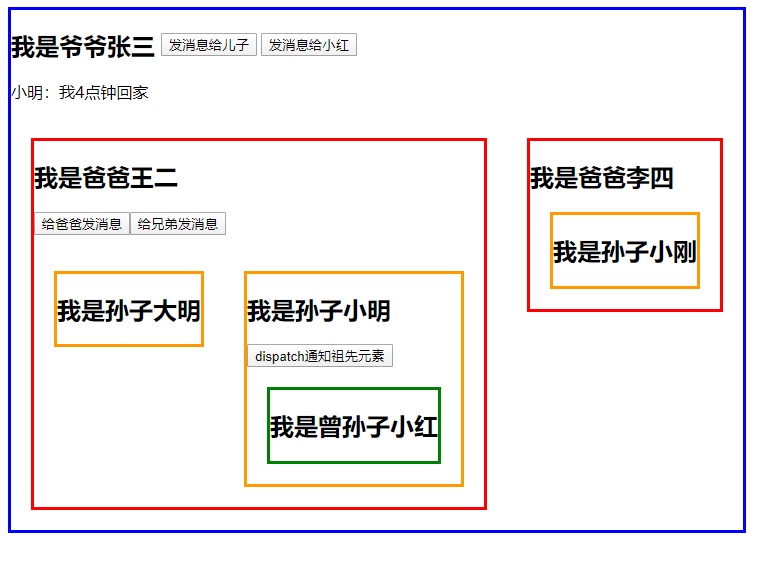 我是爷爷张三 发消息给儿子 发消息给小红
小明：我4点钟回家
我是爸爸王二
给爸爸发消息 给兄弟发消息
我是孙子大明
我是孙子小明
dispatch通知祖先元素
我是曾孙子小红
我是爸爸李四
我是孙子小刚